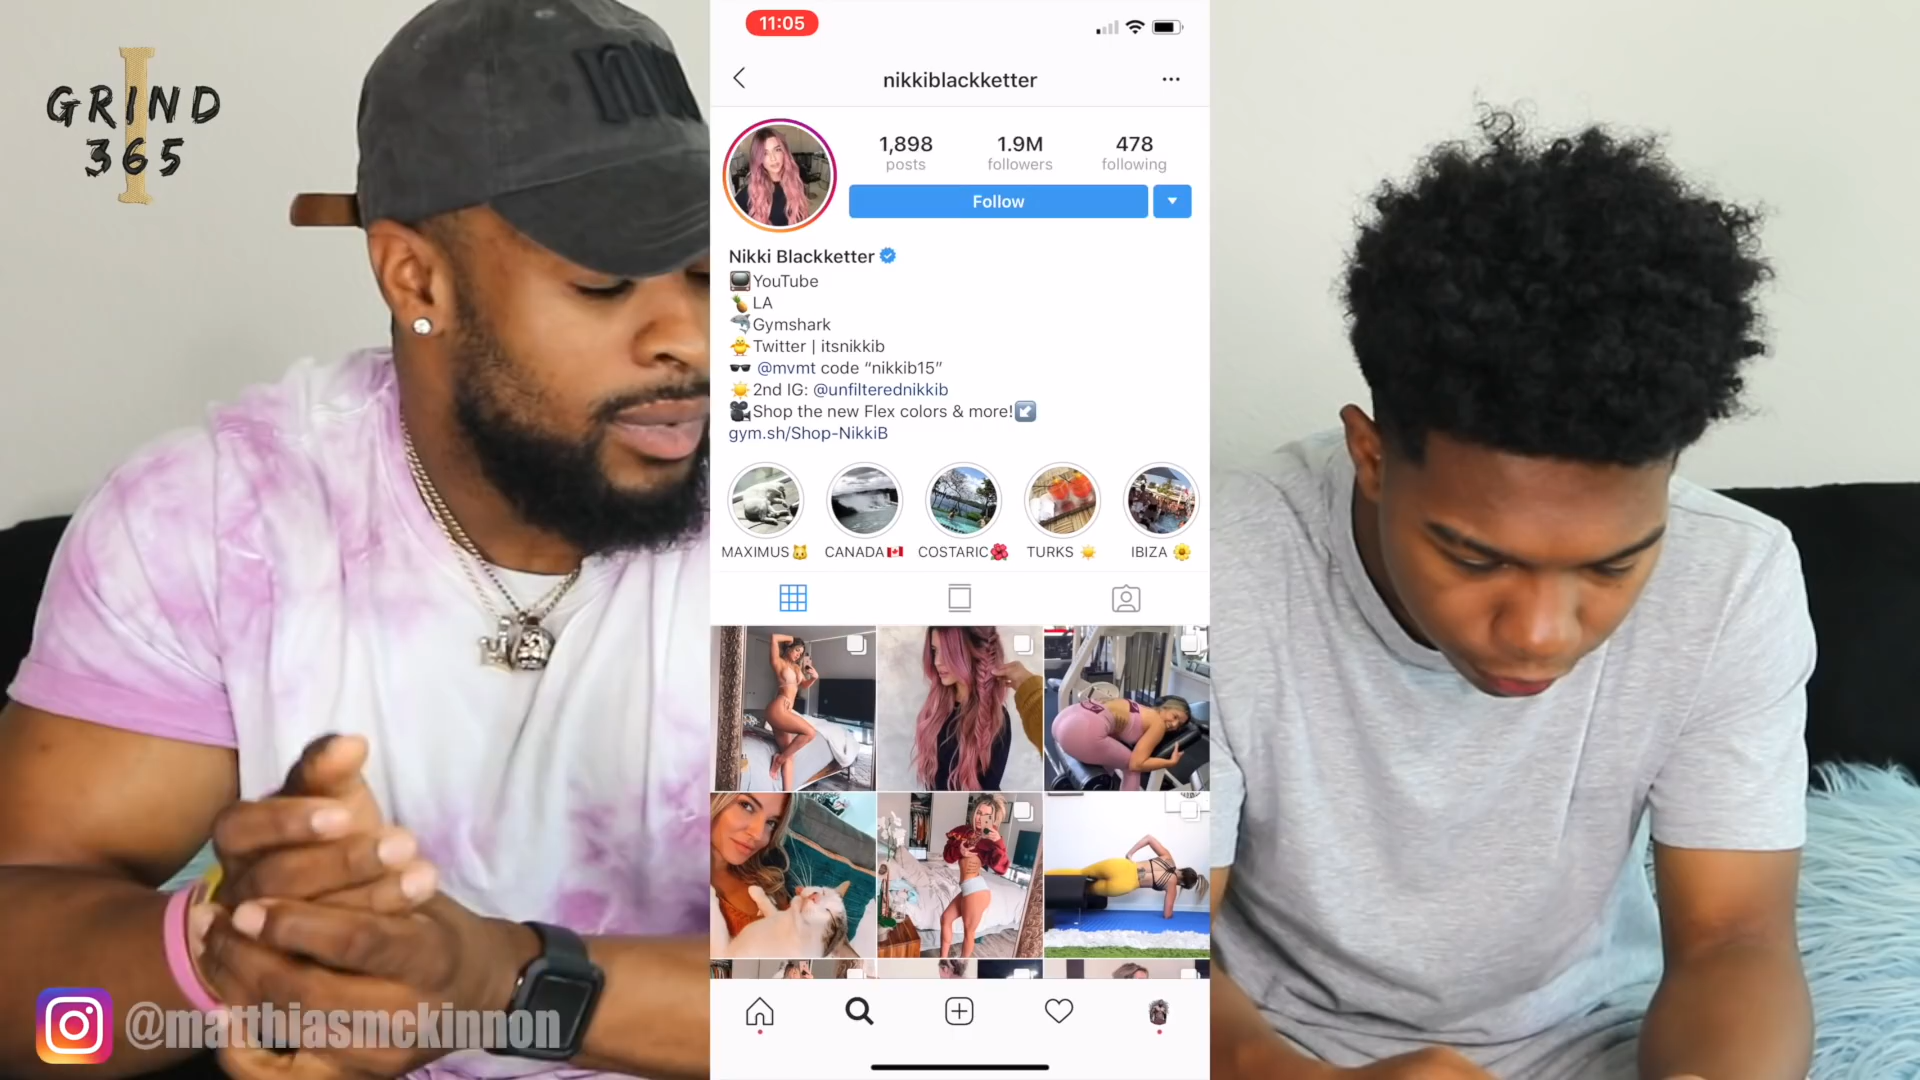 GRIND
365
11:05
nikkiblackketter
1,898 1.9M 478
posts followers following
Follow
Nikki Blackketter
YouTube
LA
Gymshark
Twitter | itsnikkib
@mvmt code “nikkib15”
2nd IG: @unfilterednikkib
Shop the new Flex colors & more!
gym.sh/Shop-NikkiB
MAXIMUS CANADA COSTARIC TURKS IBIZA
@matthiasmckinnon